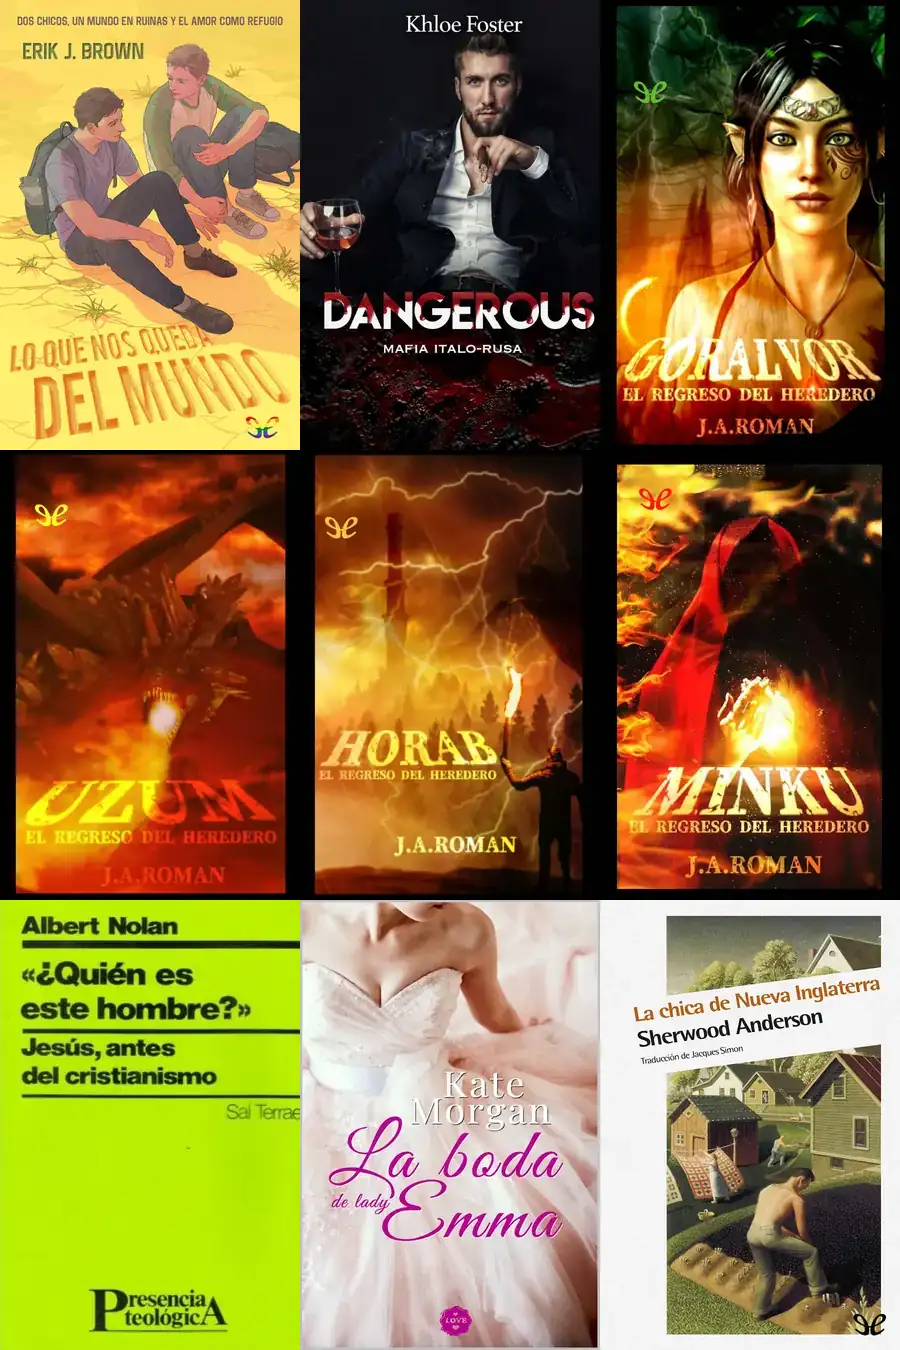 DOS CHICOS, UN MUNDO EN RUINAS Y EL AMOR COMO REFUGIO
ERIK J. BROWN
LO QUE NOS QUEDA
DEL MUNDO
Khloe Foster
DANGEROUS
MAFIA ITALO-RUSA
GORALVOR
EL REGRESO DEL HEREDERO
J.A.ROMAN
UZUM
EL REGRESO DEL HEREDERO
J.A.ROMAN
HORAB
EL REGRESO DEL HEREDERO
J.A.ROMAN
MINKU
EL REGRESO DEL HEREDERO
J.A.ROMAN
Albert Nolan
«¿Quién es
este hombre?»
Jesús, antes
del cristianismo
Sal Terrae
Presencia
teológicA
Kate
Morgan
La boda
de lady Emma
LOVE
La chica de Nueva Inglaterra
Sherwood Anderson
Traducción de Jacques Simon